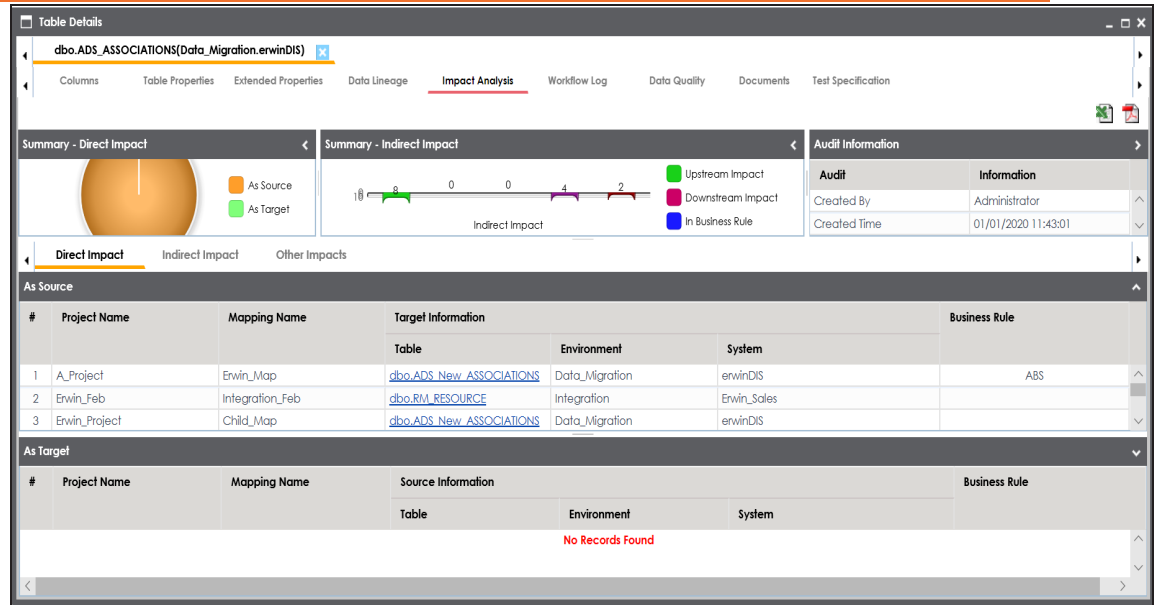 Table Details
dbo.ADS_ASSOCIATIONS(Data_Migration.erwinDIS)
Columns Table Properties Extended Properties Data Lineage Impact Analysis Workflow Log Data Quality Documents Test Specification
Summary - Direct Impact
As Source
As Target
Summary - Indirect Impact
8 0 0 4 2
Indirect Impact
Upstream Impact
Downstream Impact
In Business Rule
Audit Information
Audit Information
Created By Administrator
Created Time 01/01/2020 11:43:01
Direct Impact Indirect Impact Other Impacts
As Source
# Project Name Mapping Name Target Information Business Rule
Table Environment System
1 A_Project Erwin_Map dbo.ADS_New_ASSOCIATIONS Data_Migration erwinDIS ABS
2 Erwin_Feb Integration_Feb dbo.RM_RESOURCE Integration Erwin_Sales
3 Erwin_Project Child_Map dbo.ADS_New_ASSOCIATIONS Data_Migration erwinDIS
As Target
# Project Name Mapping Name Source Information Business Rule
Table Environment System
No Records Found